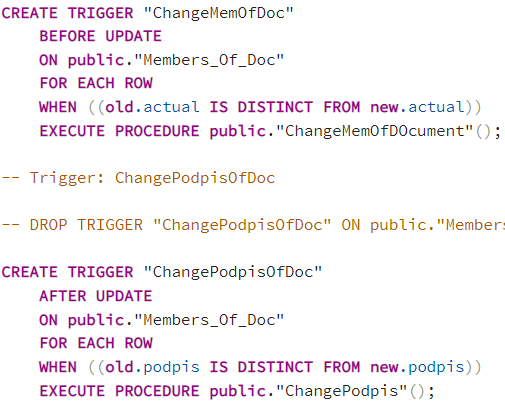 CREATE TRIGGER "ChangeMemOfDoc"
    BEFORE UPDATE
    ON public."Members_Of_Doc"
    FOR EACH ROW
    WHEN ((old.actual IS DISTINCT FROM new.actual))
    EXECUTE PROCEDURE public."ChangeMemOfDOcument"();
-- Trigger: ChangePodpisOfDoc
-- DROP TRIGGER "ChangePodpisOfDoc" ON public."Members
CREATE TRIGGER "ChangePodpisOfDoc"
    AFTER UPDATE
    ON public."Members_Of_Doc"
    FOR EACH ROW
    WHEN ((old.podpis IS DISTINCT FROM new.podpis))
    EXECUTE PROCEDURE public."ChangePodpis"();